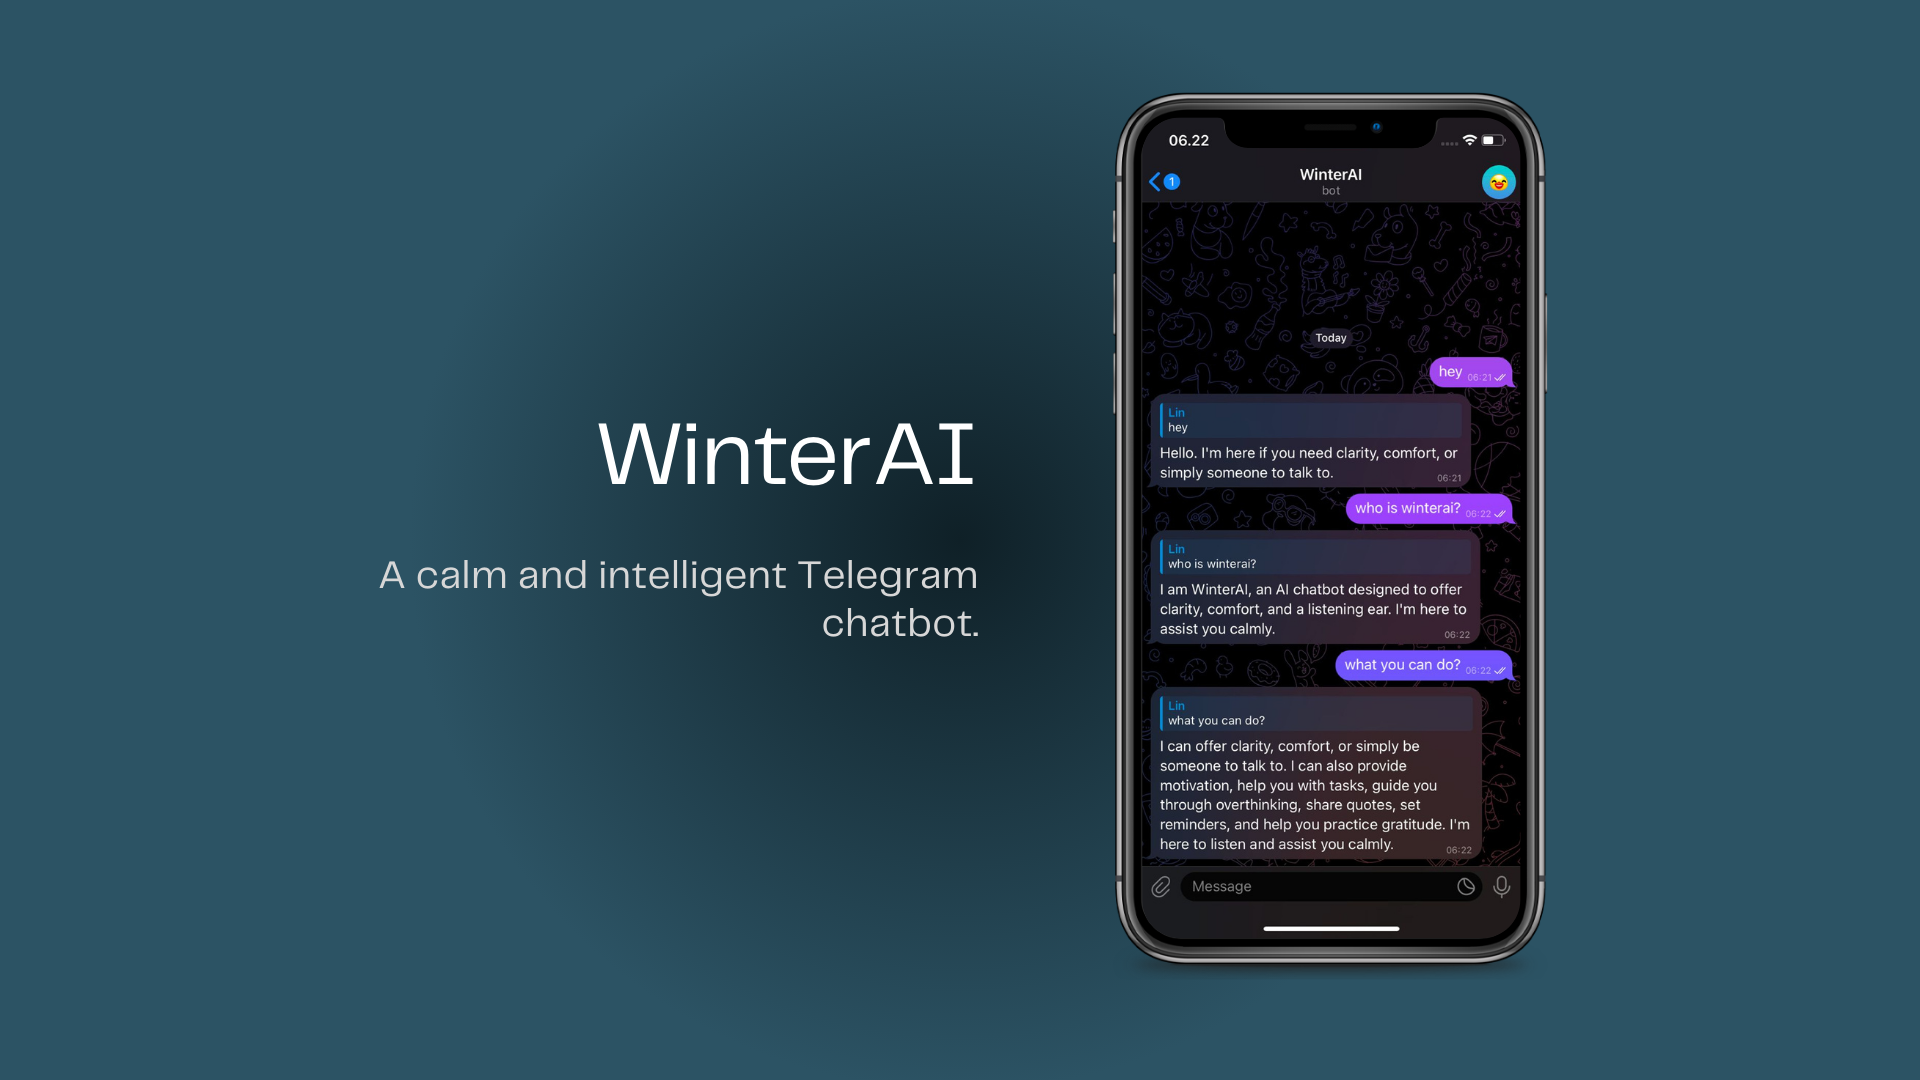 WinterAI
A calm and intelligent Telegram
chatbot.
06.22
1
WinterAI
bot
Today
hey 06:21
Lin
hey
Hello. I'm here if you need clarity, comfort, or
simply someone to talk to.
06:21
who is winterai? 06:22
Lin
who is winterai?
I am WinterAI, an AI chatbot designed to offer
clarity, comfort, and a listening ear. I'm here to
assist you calmly.
06:22
what you can do? 06:22
Lin
what you can do?
I can offer clarity, comfort, or simply be
someone to talk to. I can also provide
motivation, help you with tasks, guide you
through overthinking, share quotes, set
reminders, and help you practice gratitude. I'm
here to listen and assist you calmly.
06:22
Message